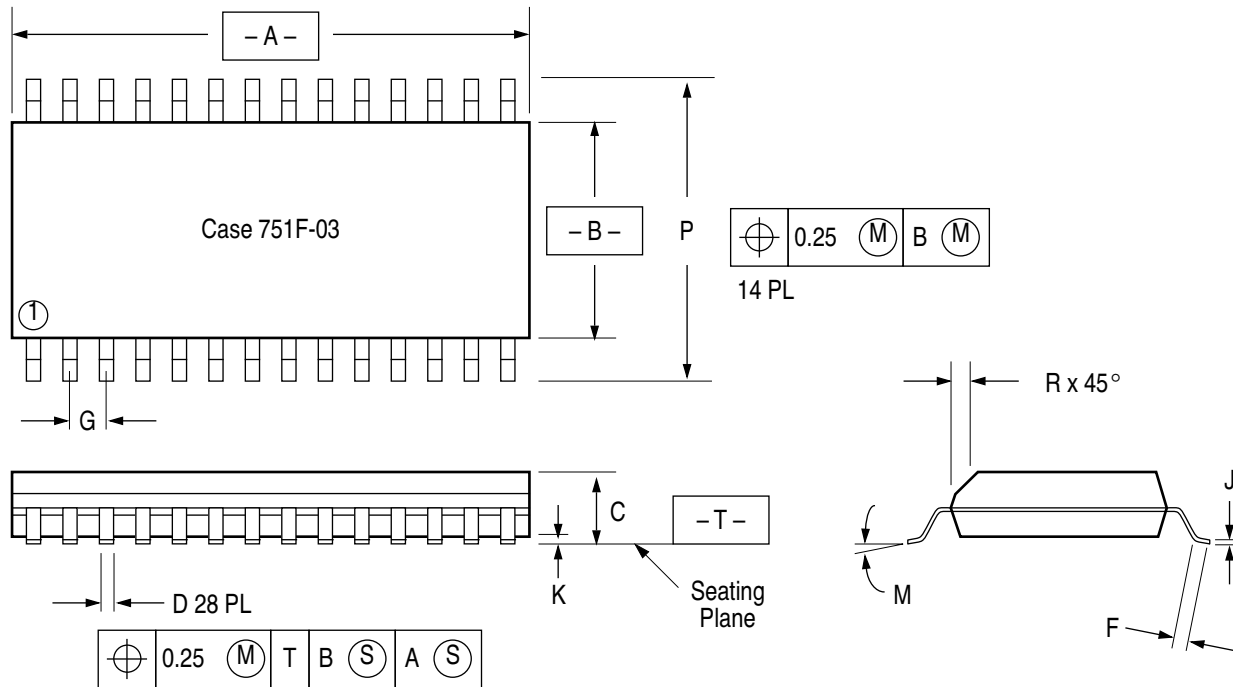 – A –
Case 751F-03
– B –
P
0.25 M B M
14 PL
1
G
R x 45°
C
– T –
J
K
Seating
Plane
M
D 28 PL
F
0.25 M T B S A S